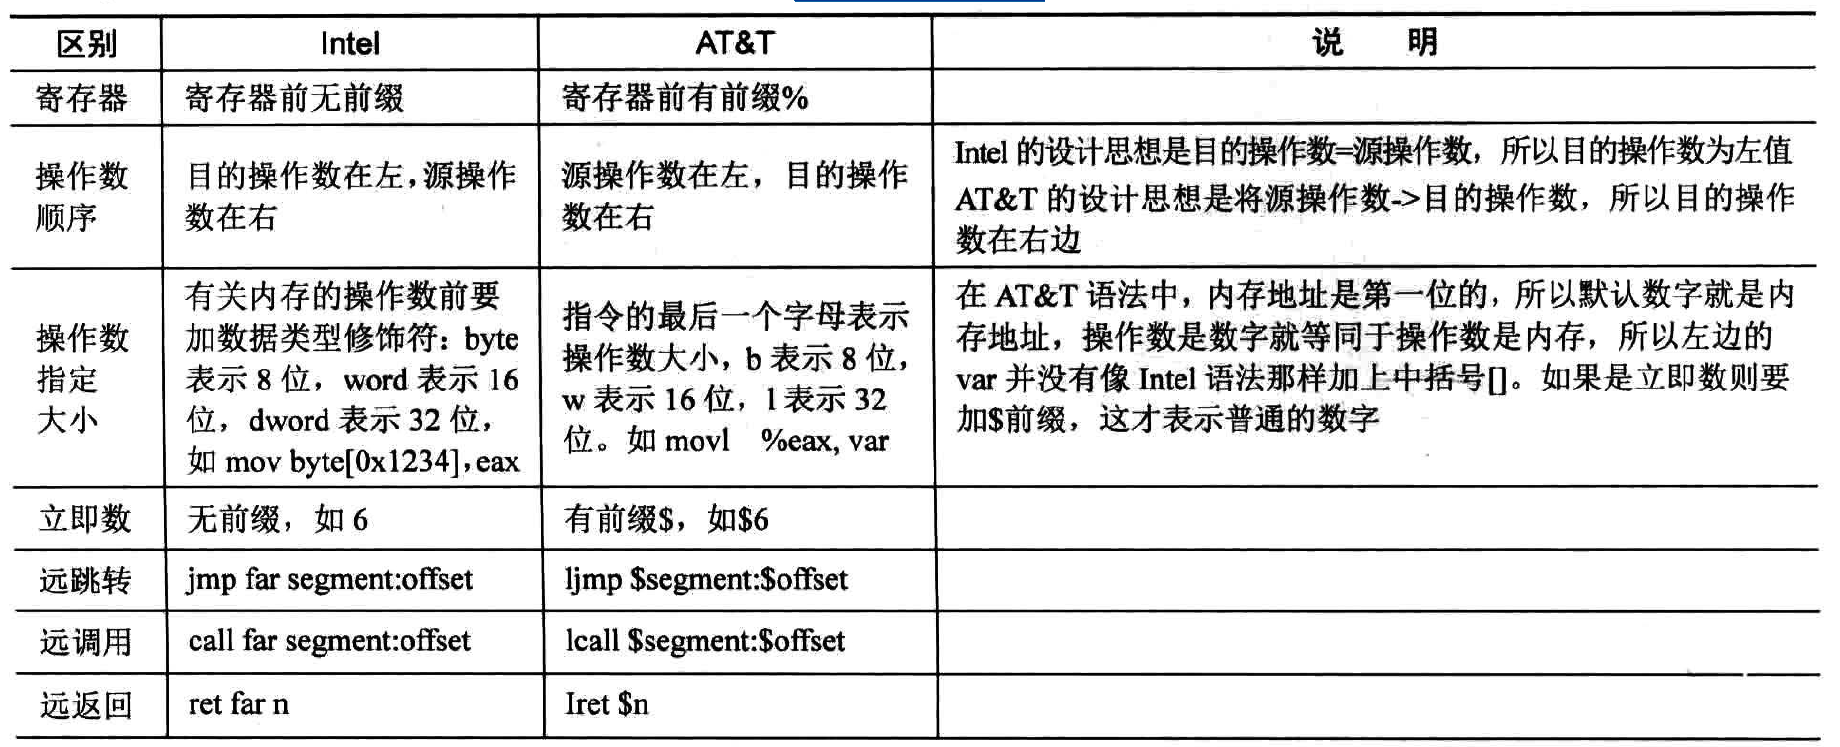 区别 Intel AT&T 说 明
寄存器 寄存器前无前缀 寄存器前有前缀%
操作数
顺序
目的操作数在左，源操作
数在右
源操作数在左，目的操作
数在右
Intel 的设计思想是目的操作数=源操作数，所以目的操作数为左值
AT&T 的设计思想是将源操作数->目的操作数，所以目的操作
数在右边
操作数
指定
大小
有关内存的操作数前要
加数据类型修饰符：byte
表示 8 位，word 表示 16
位，dword 表示 32 位，
如 mov byte[0x1234]，eax
指令的最后一个字母表示
操作数大小，b 表示 8 位，
w 表示 16 位，l 表示 32
位。如 movl %eax, var
在 AT&T 语法中，内存地址是第一位的，所以默认数字就是内
存地址，操作数是数字就等同于操作数是内存，所以左边的
var 并没有像 Intel 语法那样加上中括号[]。如果是立即数则要
加$前缀，这才表示普通的数字
立即数 无前缀，如 6 有前缀$，如$6
远跳转 jmp far segment:offset ljmp $segment:$offset
远调用 call far segment:offset lcall $segment:$offset
远返回 ret far n Iret $n